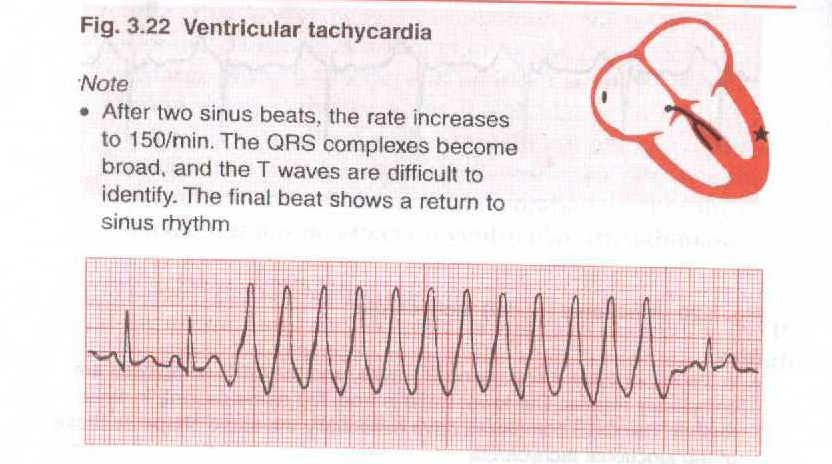 Fig. 3.22 Ventricular tachycardia
Note
• After two sinus beats, the rate increases
to 150/min. The QRS complexes become
broad, and the T waves are difficult to
identify. The final beat shows a return to
sinus rhythm